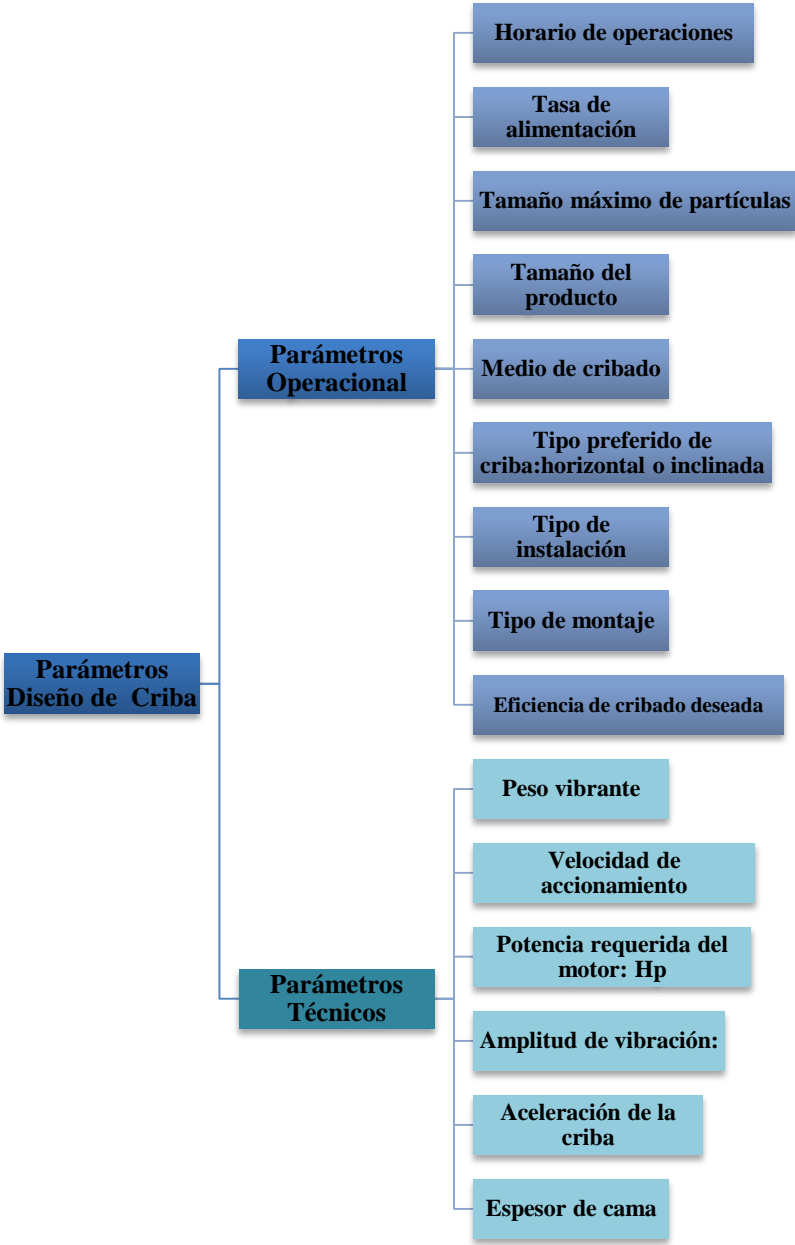 Horario de operaciones
Tasa de
alimentación
Tamaño máximo de partículas
Tamaño del
producto
Parámetros
Operacional
Medio de cribado
Tipo preferido de
criba:horizontal o inclinada
Tipo de
instalación
Tipo de montaje
Parámetros
Diseño de Criba
Eficiencia de cribado deseada
Peso vibrante
Velocidad de
accionamiento
Potencia requerida del
motor: Hp
Parámetros
Técnicos
Amplitud de vibración:
Aceleración de la
criba
Espesor de cama